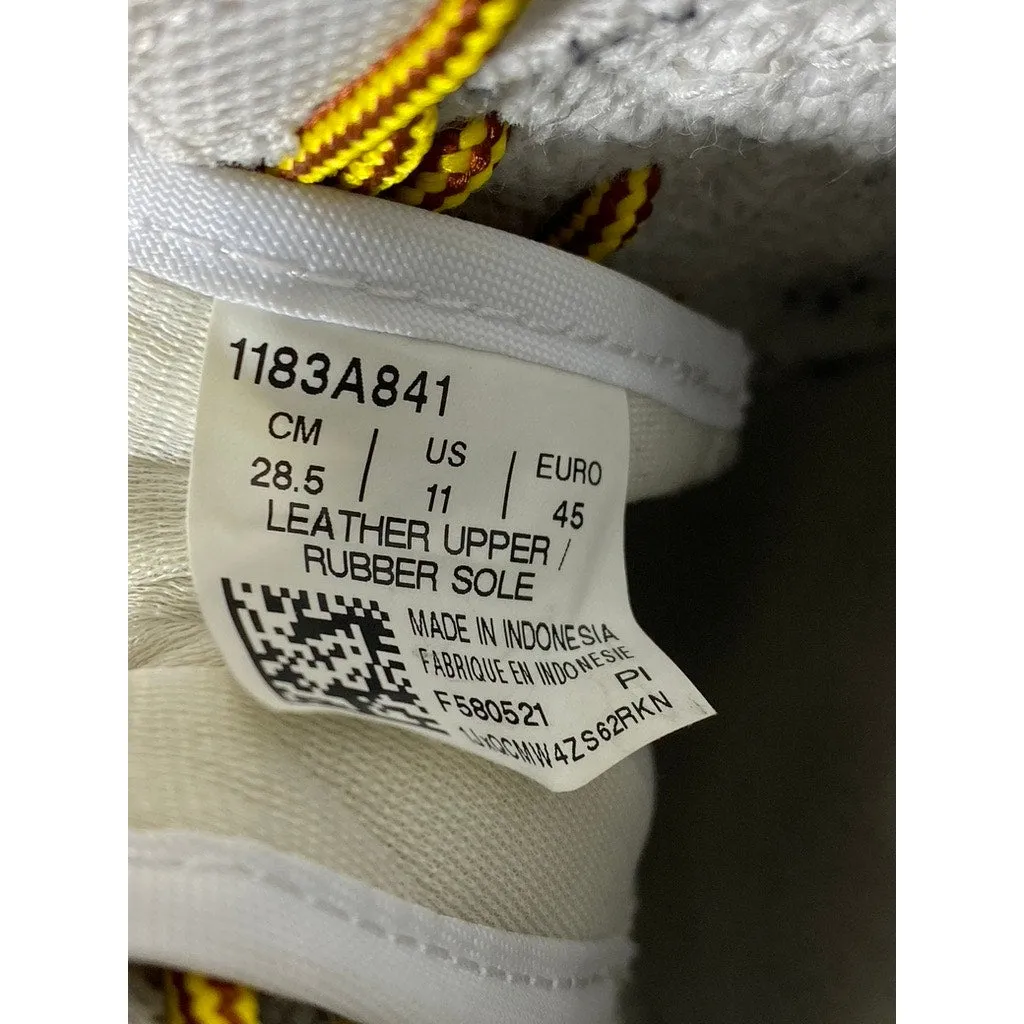 1183A841
CM | US | EURO
28.5 | 11 | 45
LEATHER UPPER /
RUBBER SOLE
MADE IN INDONESIA
FABRIQUE EN INDONESIE
F580521 PI